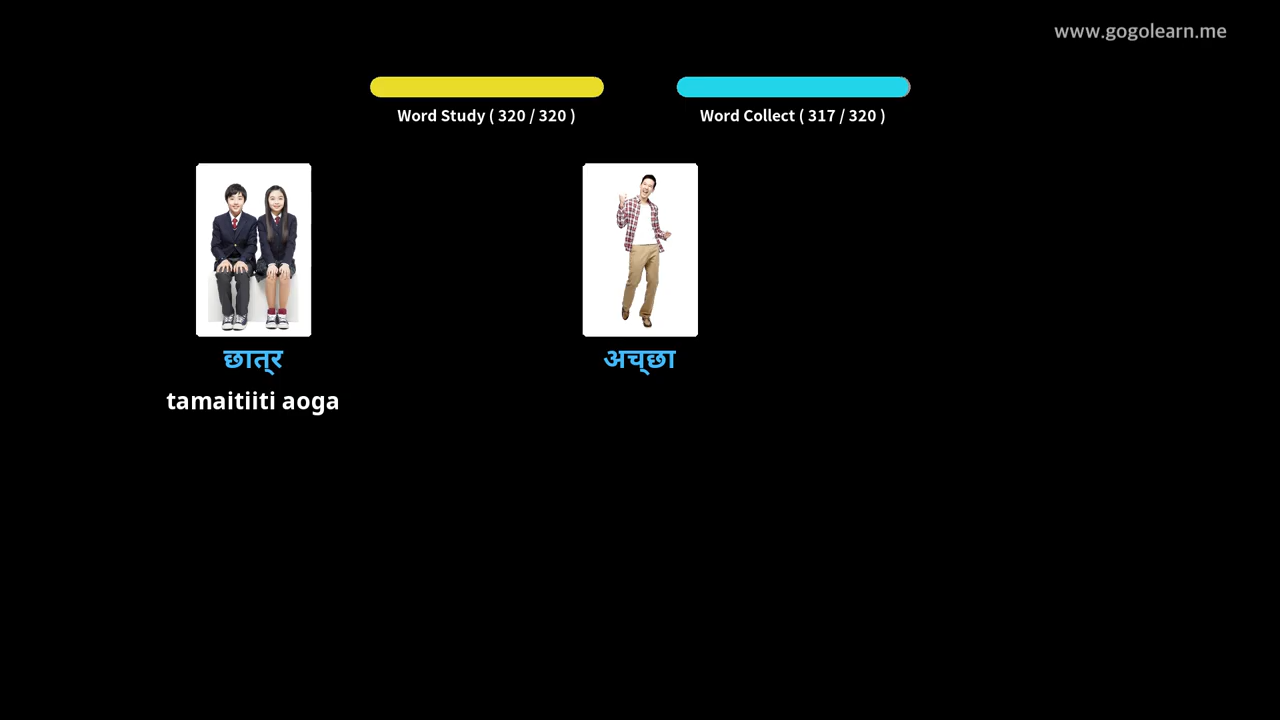 www.gogolearn.me
Word Study ( 320 / 320 )
Word Collect ( 317 / 320 )
छात्र
अच्छा
tamaitiiti aoga